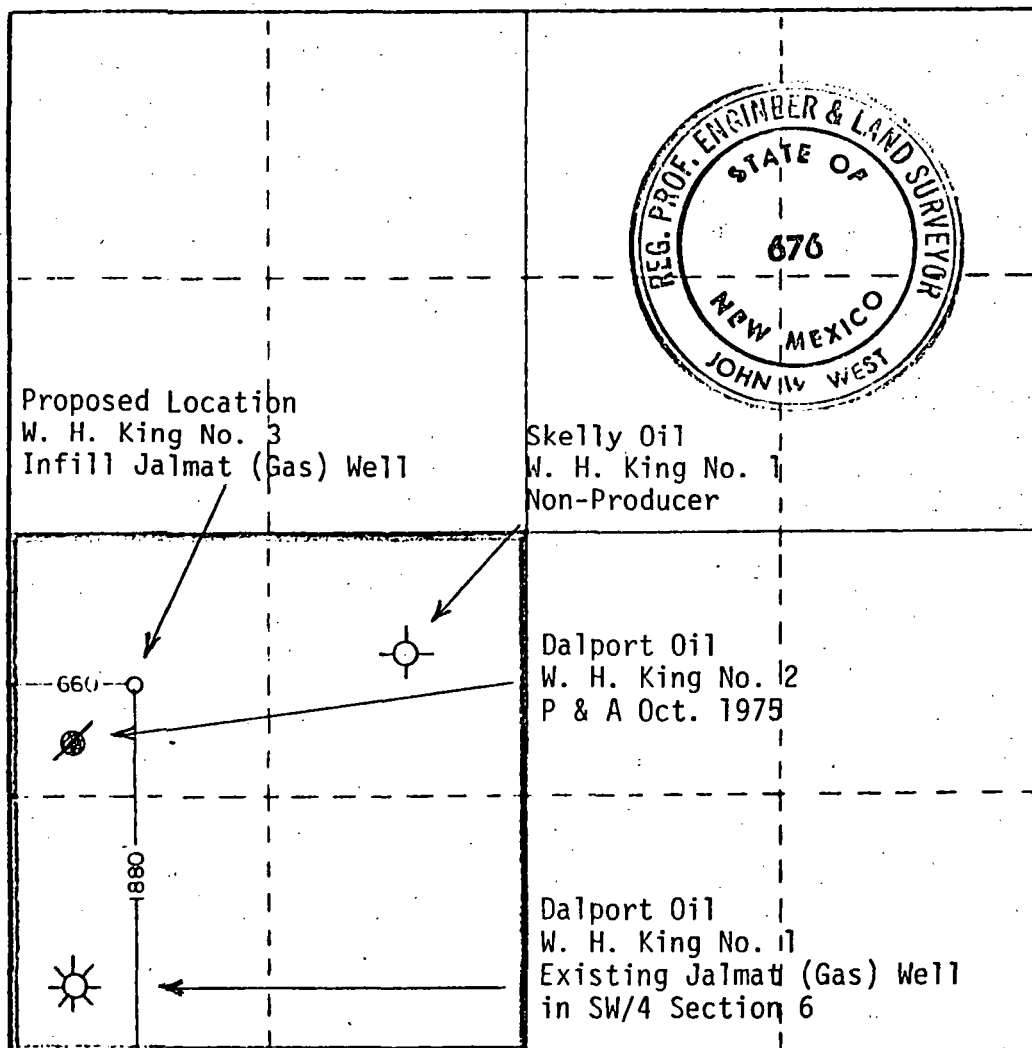 REG. PROF. ENGINEER & LAND SURVEYOR
STATE OF
676
NEW MEXICO
JOHN W WEST
Proposed Location
W. H. King No. 3
Infill Jalmat (Gas) Well
Skelly Oil
W. H. King No. 1
Non-Producer
Dalport Oil
W. H. King No. 2
P & A Oct. 1975
660
1880
Dalport Oil
W. H. King No. 1
Existing Jalmat (Gas) Well
in SW/4 Section 6